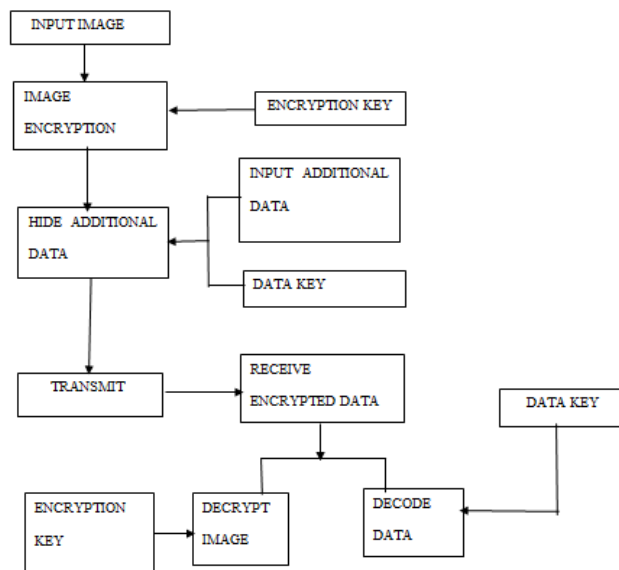 INPUT IMAGE
IMAGE
ENCRYPTION
ENCRYPTION KEY
INPUT ADDITIONAL
DATA
HIDE ADDITIONAL
DATA
DATA KEY
TRANSMIT
RECEIVE
ENCRYPTED DATA
DATA KEY
ENCRYPTION
KEY
DECRYPT
IMAGE
DECODE
DATA